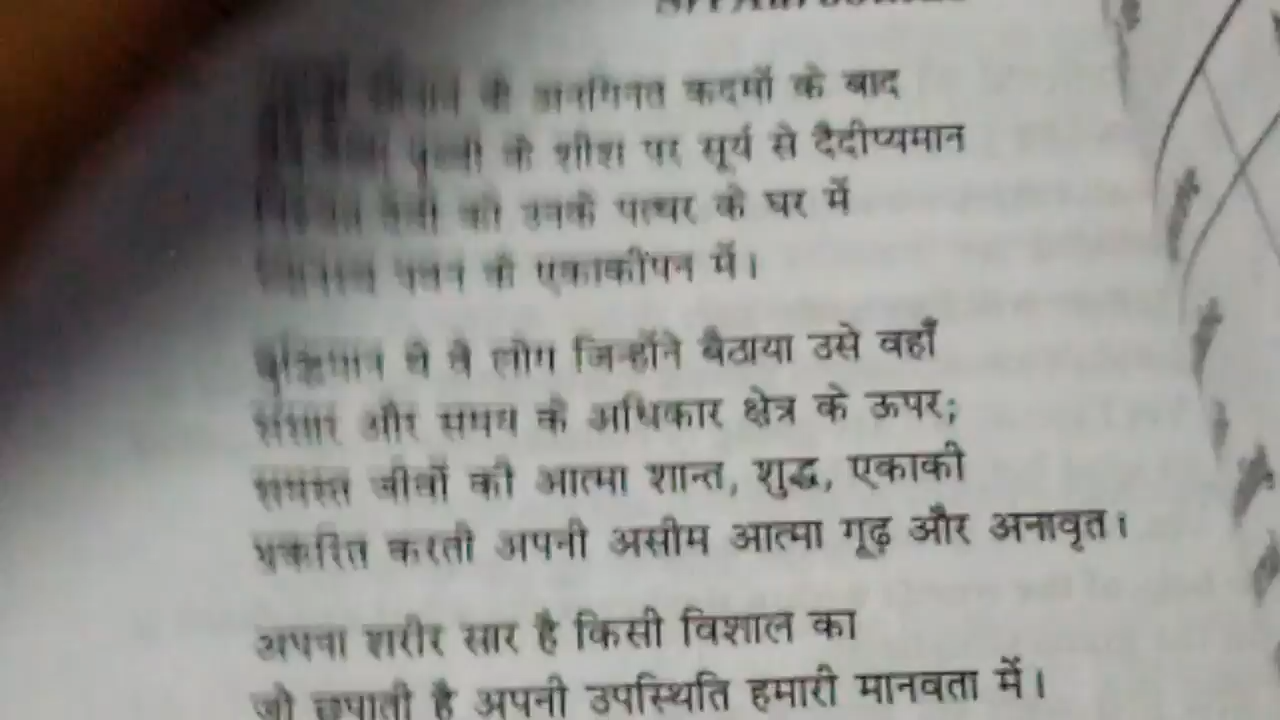 अनगिनत कदमों के बाद
पृथ्वी के शीश पर सूर्य से दैदीप्यमान
देवी को उनके पत्थर के घर में
पवन के एकाकींपन में।
बुद्धिमान थे वे लोग जिन्होंने बैठाया उसे वहाँ
संसार और समय के अधिकार क्षेत्र के ऊपर;
समस्त जीवों की आत्मा शान्त, शुद्ध, एकाकी
करती अपनी असीम आत्मा गूढ़ और अनावृत।
अपना शरीर सार है किसी विशाल का
जो छुपाती है अपनी उपस्थिति हमारी मानवता में।